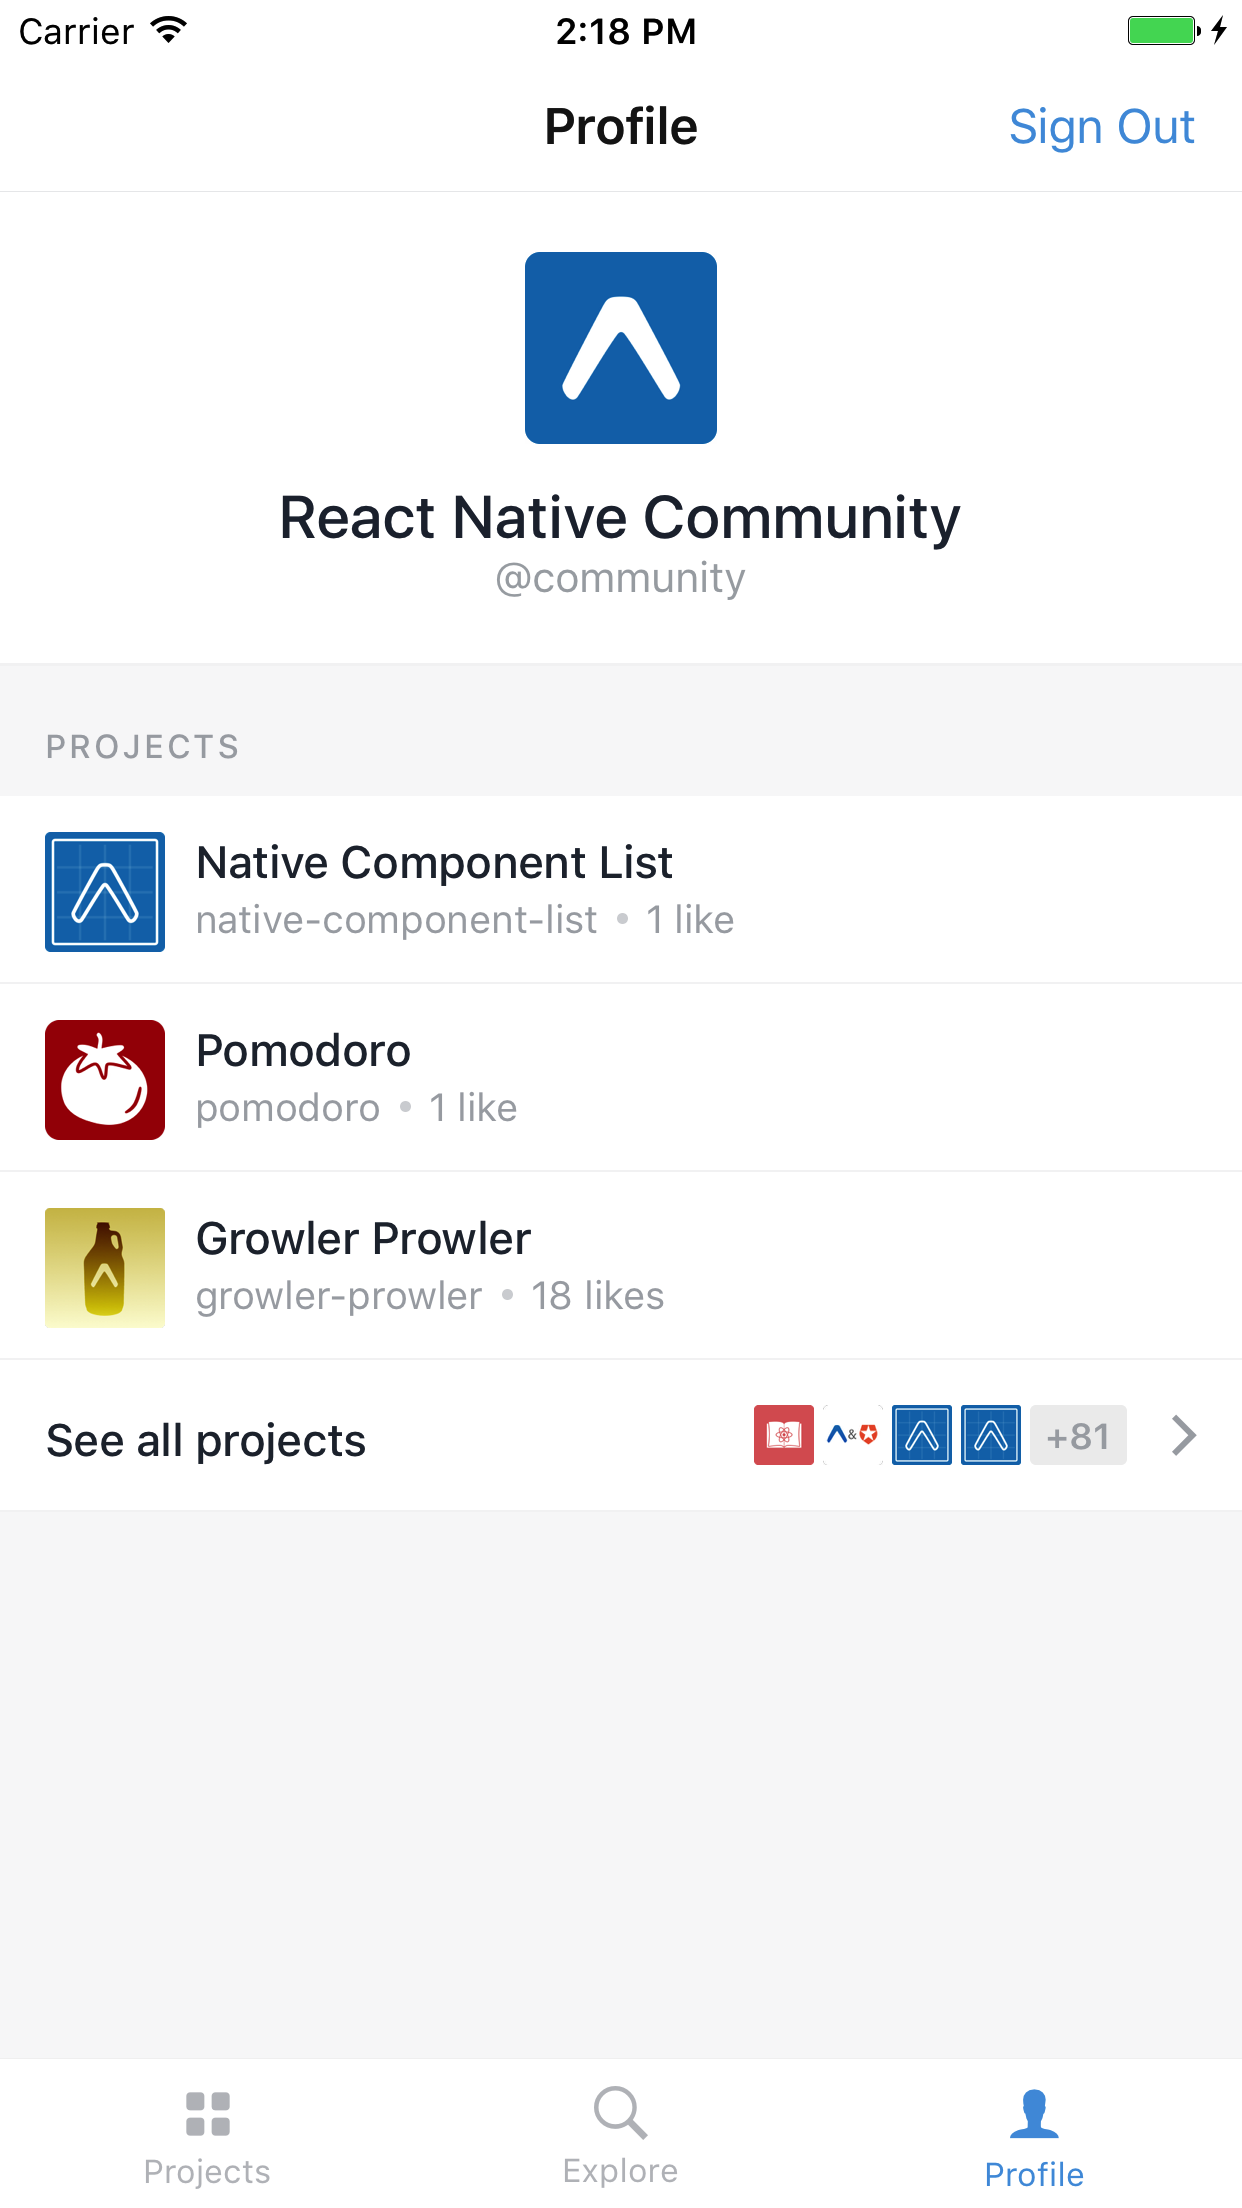 Carrier 2:18 PM
Profile Sign Out
React Native Community
@community
PROJECTS
Native Component List
native-component-list • 1 like
Pomodoro
pomodoro • 1 like
Growler Prowler
growler-prowler • 18 likes
See all projects & +81
Projects Explore Profile